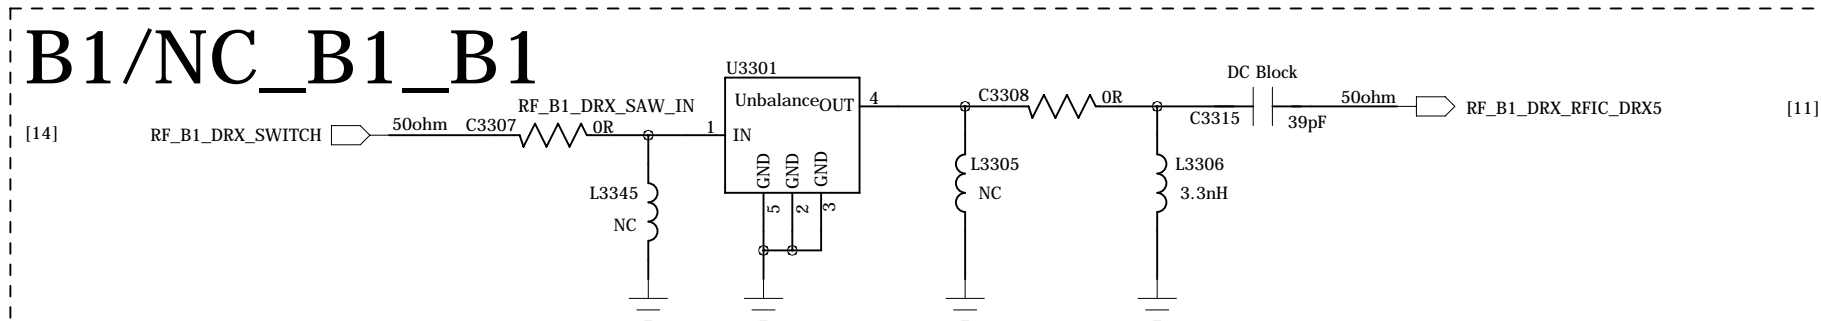 B1/NC_B1_B1
U3301
DC Block
RF_B1_DRX_SAW_IN
Unbalance
OUT
4
C3308
0R
50ohm
RF_B1_DRX_RFIC_DRX5
[11]
[14]
RF_B1_DRX_SWITCH
50ohm
C3307
0R
1
IN
C3315
39pF
GND
GND
GND
L3305
NC
L3306
3.3nH
L3345
NC
5
2
3